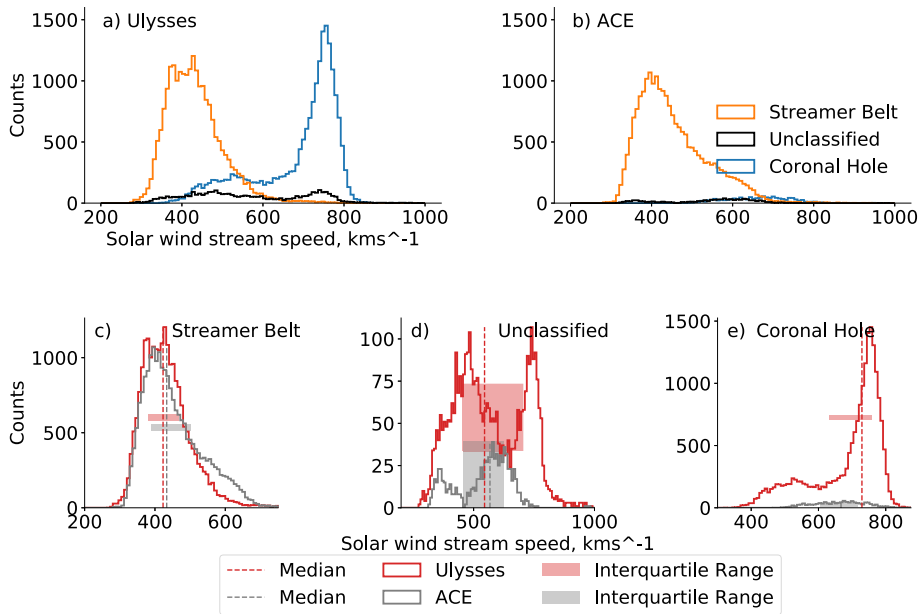 a) Ulysses
b) ACE
1500
1000
500
0
Counts
200 400 600 800 1000
Solar wind stream speed, kms^-1
1500
1000
500
0
200 400 600 800 1000
Streamer Belt
Unclassified
Coronal Hole
c) Streamer Belt
1000
500
0
Counts
200 400 600
d) Unclassified
100
75
50
25
0
500 1000
Solar wind stream speed, kms^-1
e) Coronal Hole
1500
1000
500
0
400 600 800
Median Ulysses Interquartile Range
Median ACE Interquartile Range